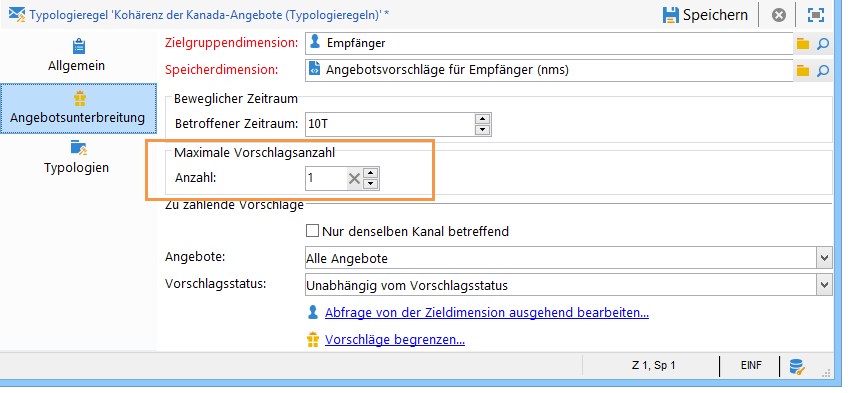 Typologieregel 'Kohärenz der Kanada-Angebote (Typologieregeln)' *
Speichern
Allgemein
Angebotsunterbreitung
Typologien
Zielgruppendimension: Empfänger
Speicherdimension: Angebotsvorschläge für Empfänger (nms)
Beweglicher Zeitraum
Betroffener Zeitraum: 10T
Maximale Vorschlagsanzahl
Anzahl: 1
Zu zählende Vorschläge
Nur denselben Kanal betreffend
Angebote: Alle Angebote
Vorschlagsstatus: Unabhängig vom Vorschlagsstatus
Abfrage von der Zieldimension ausgehend bearbeiten...
Vorschläge begrenzen...
Z 1, Sp 1 EINF